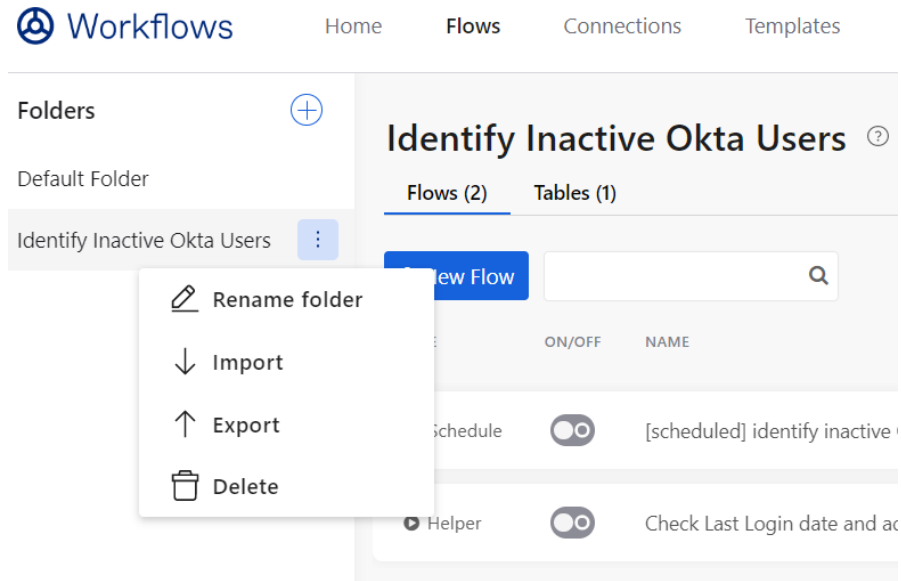 Workflows
Home
Flows
Connections
Templates
Folders
Default Folder
Identify Inactive Okta Users
Rename folder
Import
Export
Delete
Identify Inactive Okta Users
Flows (2)
Tables (1)
Flow
ON/OFF
NAME
Schedule
[scheduled] identify inactive
Helper
Check Last Login date and